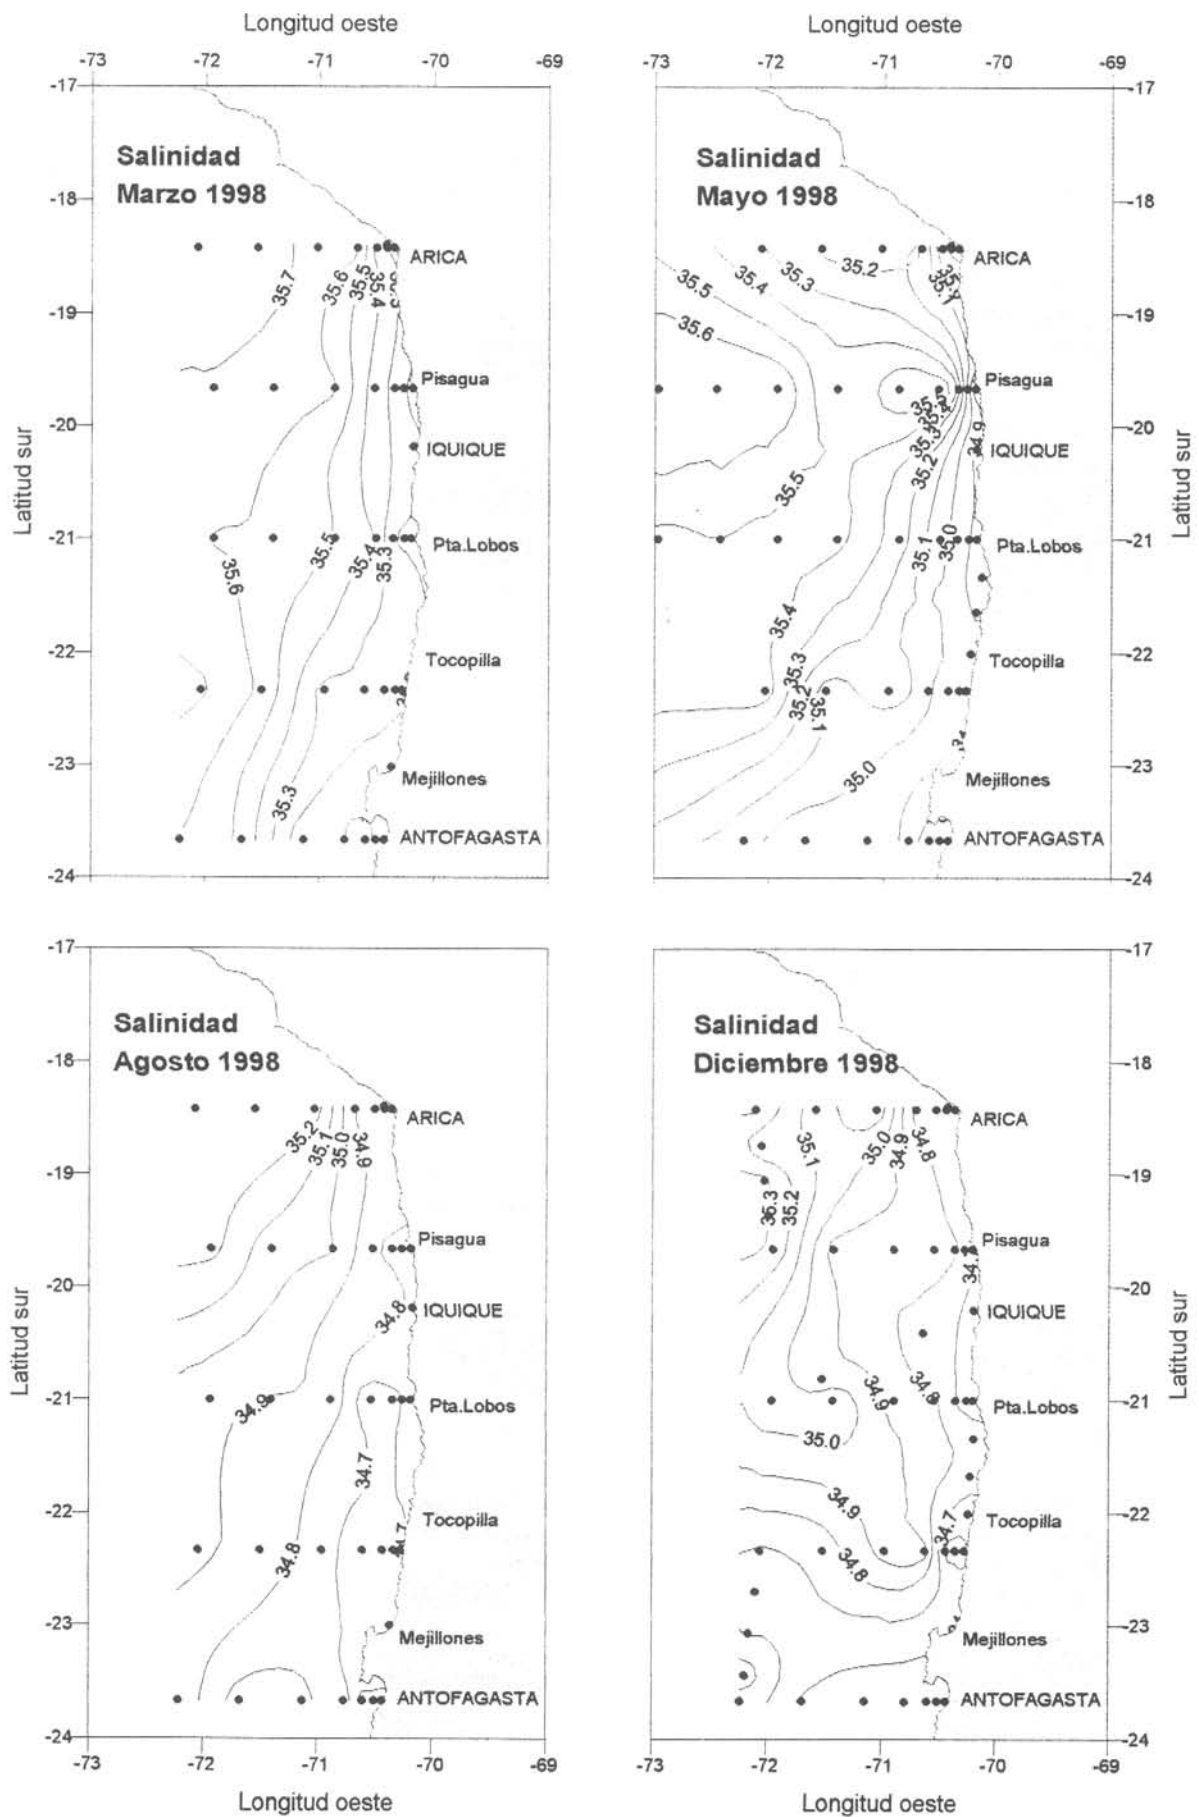 Longitud oeste
-73 -72 -71 -70 -69
Salinidad
Marzo 1998
ARICA
Pisagua
IQUIQUE
Pta.Lobos
Tocopilla
Mejillones
ANTOFAGASTA
35.7
35.6
35.5
35.4
35.5
35.4
35.3
35.6
35.3
-17
-18
-19
-20
-21
-22
-23
-24
Latitud sur
Longitud oeste
-73 -72 -71 -70 -69
Salinidad
Mayo 1998
ARICA
Pisagua
IQUIQUE
Pta.Lobos
Tocopilla
Mejillones
ANTOFAGASTA
35.2
35.3
35.4
35.5
35.6
35.1
35.5
35.4
35.3
35.2
34.9
35.5
35.1
35.0
35.4
35.3
35.2
35.1
35.0
-17
-18
-19
-20
-21
-22
-23
-24
Latitud sur
Salinidad
Agosto 1998
ARICA
Pisagua
IQUIQUE
Pta.Lobos
Tocopilla
Mejillones
ANTOFAGASTA
35.2
35.1
35.0
34.9
34.8
34.9
34.7
34.8
-17
-18
-19
-20
-21
-22
-23
-24
Latitud sur
-73 -72 -71 -70 -69
Longitud oeste
Salinidad
Diciembre 1998
ARICA
Pisagua
IQUIQUE
Pta.Lobos
Tocopilla
Mejillones
ANTOFAGASTA
35.1
35.0
34.9
34.8
35.3
35.2
34.7
34.9
34.8
35.0
34.9
34.7
34.8
-17
-18
-19
-20
-21
-22
-23
-24
Latitud sur
-73 -72 -71 -70 -69
Longitud oeste